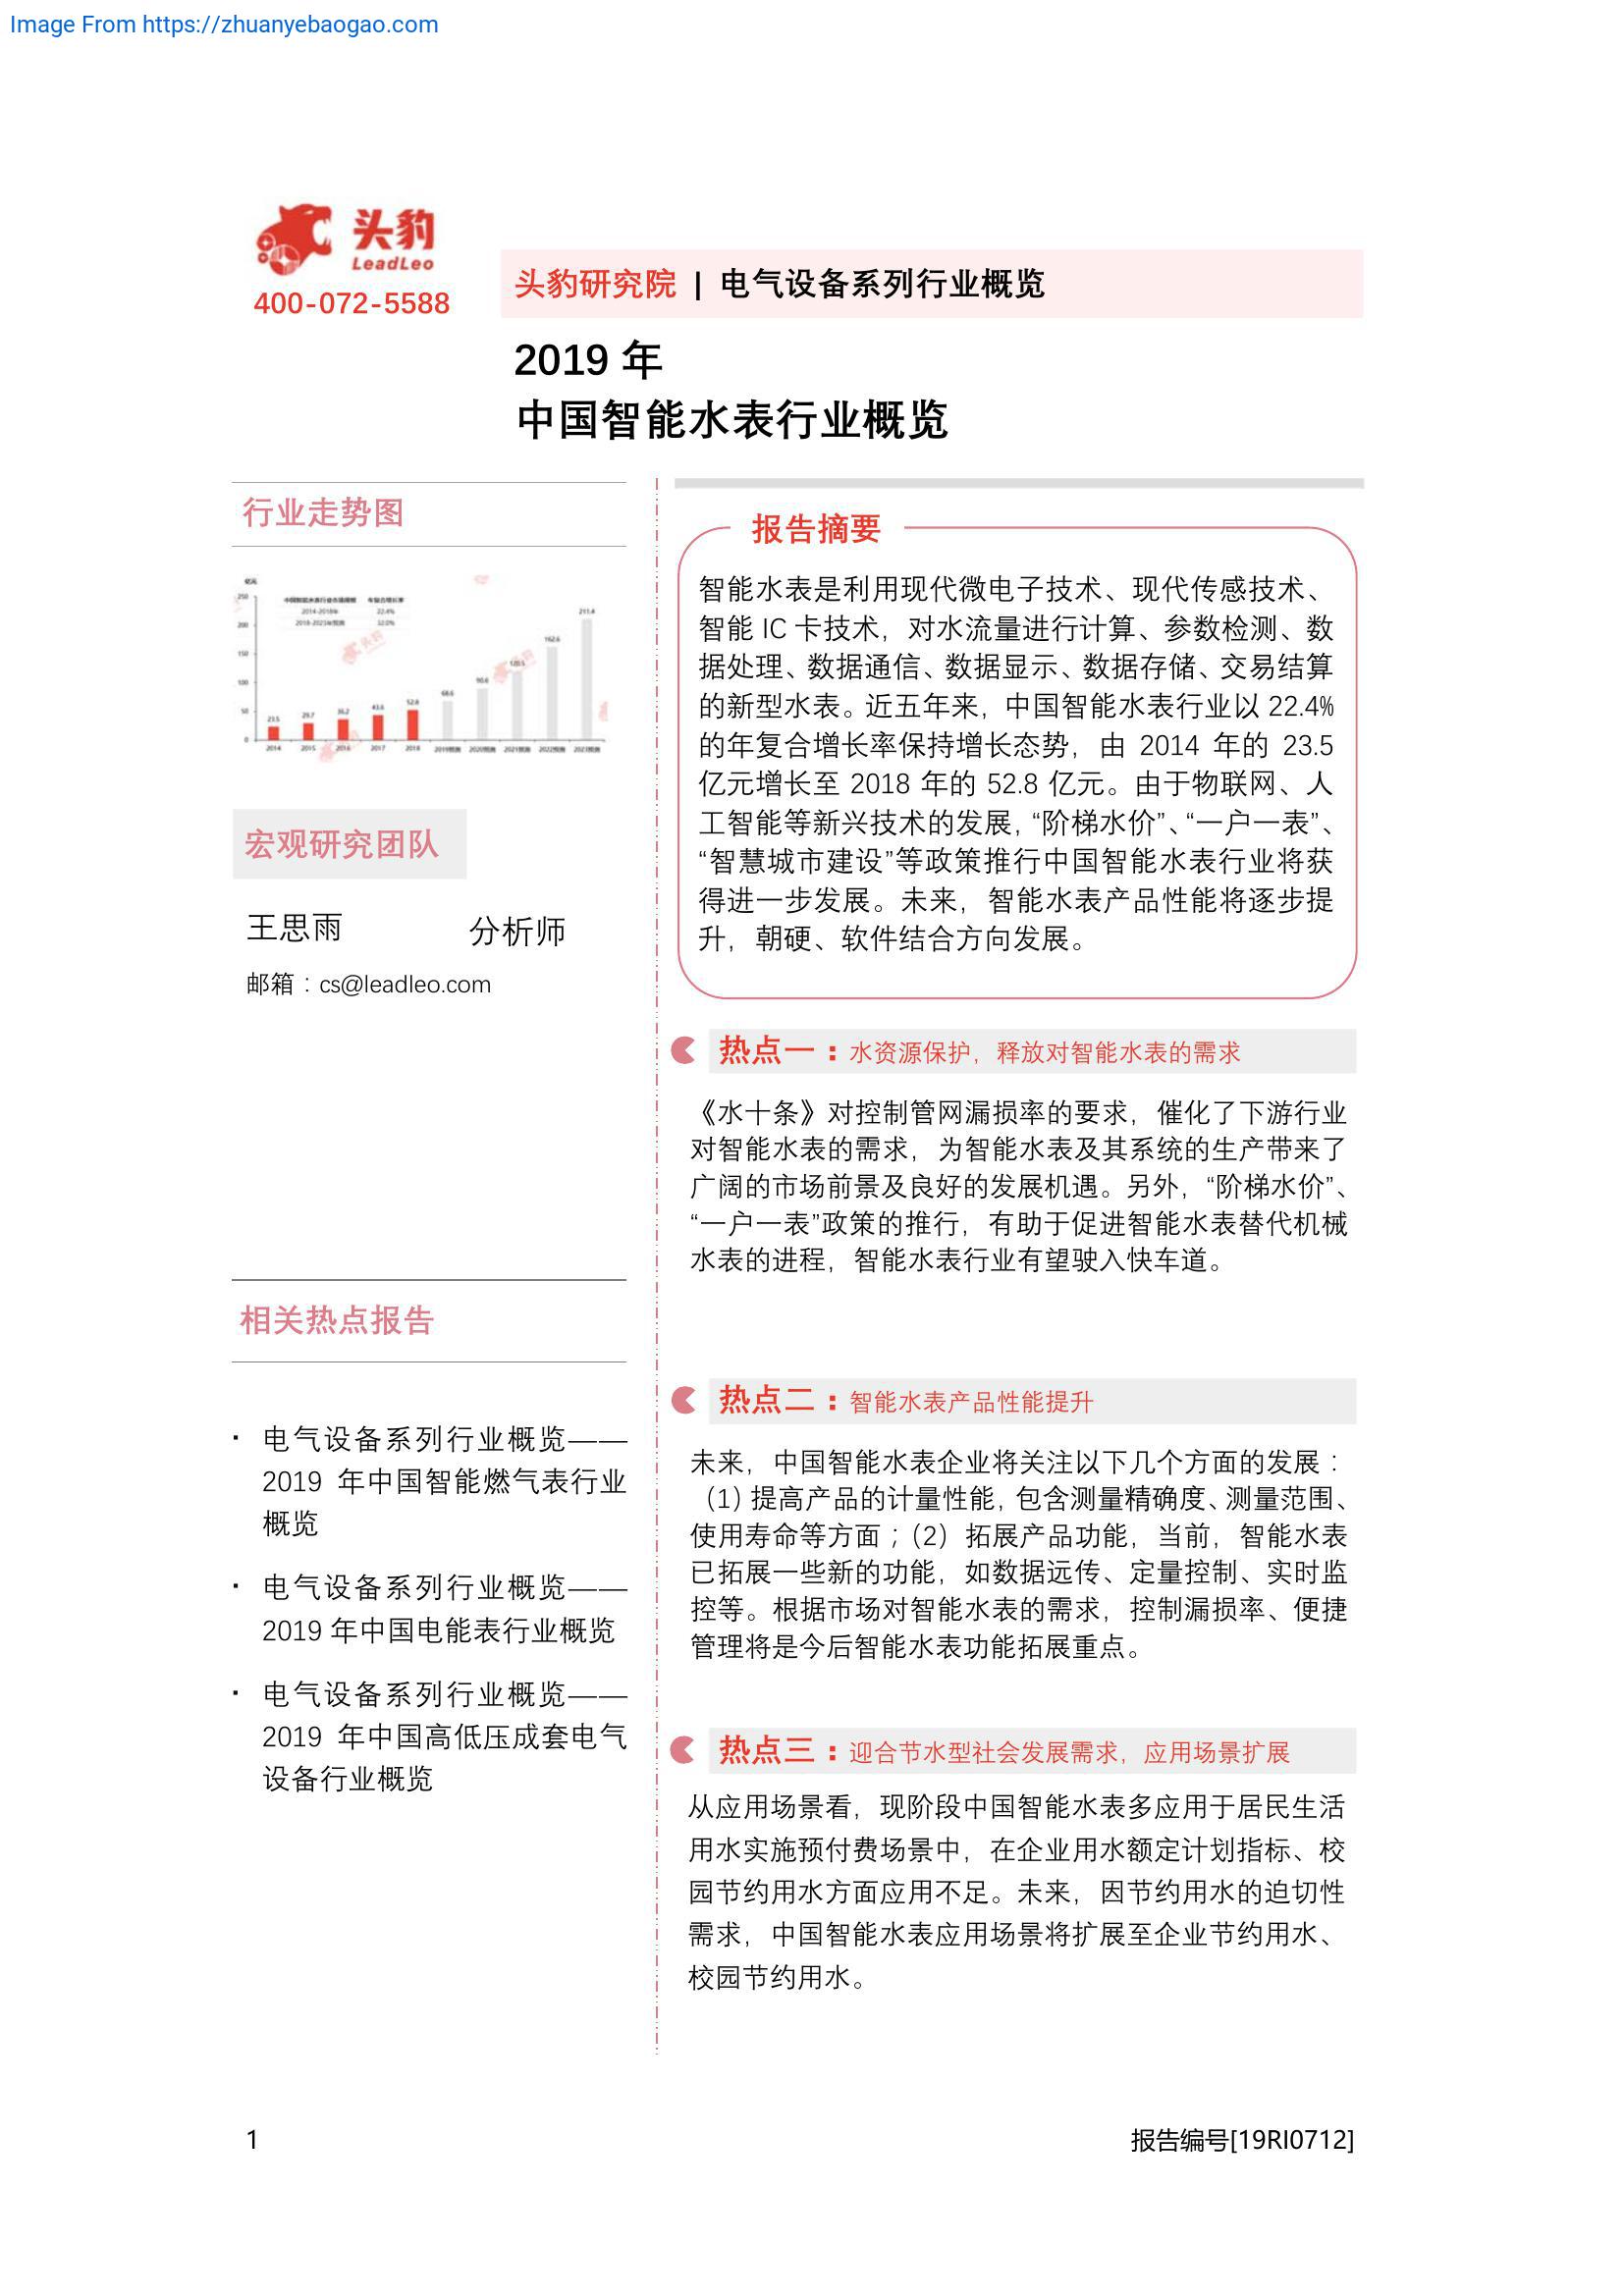 Image From https://zhuanyebaogao.com
头豹
LeadLeo
400-072-5588
头豹研究院 | 电气设备系列行业概览
2019 年
中国智能水表行业概览
行业走势图
亿元
中国智能水表行业市场规模 年复合增长率
2014-2018年 22.4%
2018-2023年预测 32.0%
250
200
150
100
50
0
23.5 29.7 36.2 43.6 52.8 68.6 90.6 120.5 162.6 211.4
2014 2015 2016 2017 2018 2019预测 2020预测 2021预测 2022预测 2023预测
宏观研究团队
王思雨 分析师
邮箱：cs@leadleo.com
相关热点报告
· 电气设备系列行业概览——
2019 年中国智能燃气表行业
概览
· 电气设备系列行业概览——
2019 年中国电能表行业概览
· 电气设备系列行业概览——
2019 年中国高低压成套电气
设备行业概览
报告摘要
智能水表是利用现代微电子技术、现代传感技术、
智能 IC 卡技术，对水流量进行计算、参数检测、数
据处理、数据通信、数据显示、数据存储、交易结算
的新型水表。近五年来，中国智能水表行业以 22.4%
的年复合增长率保持增长态势，由 2014 年的 23.5
亿元增长至 2018 年的 52.8 亿元。由于物联网、人
工智能等新兴技术的发展，“阶梯水价”、“一户一表”、
“智慧城市建设”等政策推行中国智能水表行业将获
得进一步发展。未来，智能水表产品性能将逐步提
升，朝硬、软件结合方向发展。
热点一：水资源保护，释放对智能水表的需求
《水十条》对控制管网漏损率的要求，催化了下游行业
对智能水表的需求，为智能水表及其系统的生产带来了
广阔的市场前景及良好的发展机遇。另外，“阶梯水价”、
“一户一表”政策的推行，有助于促进智能水表替代机械
水表的进程，智能水表行业有望驶入快车道。
热点二：智能水表产品性能提升
未来，中国智能水表企业将关注以下几个方面的发展：
（1）提高产品的计量性能，包含测量精确度、测量范围、
使用寿命等方面；（2）拓展产品功能，当前，智能水表
已拓展一些新的功能，如数据远传、定量控制、实时监
控等。根据市场对智能水表的需求，控制漏损率、便捷
管理将是今后智能水表功能拓展重点。
热点三：迎合节水型社会发展需求，应用场景扩展
从应用场景看，现阶段中国智能水表多应用于居民生活
用水实施预付费场景中，在企业用水额定计划指标、校
园节约用水方面应用不足。未来，因节约用水的迫切性
需求，中国智能水表应用场景将扩展至企业节约用水、
校园节约用水。
1
报告编号[19RI0712]